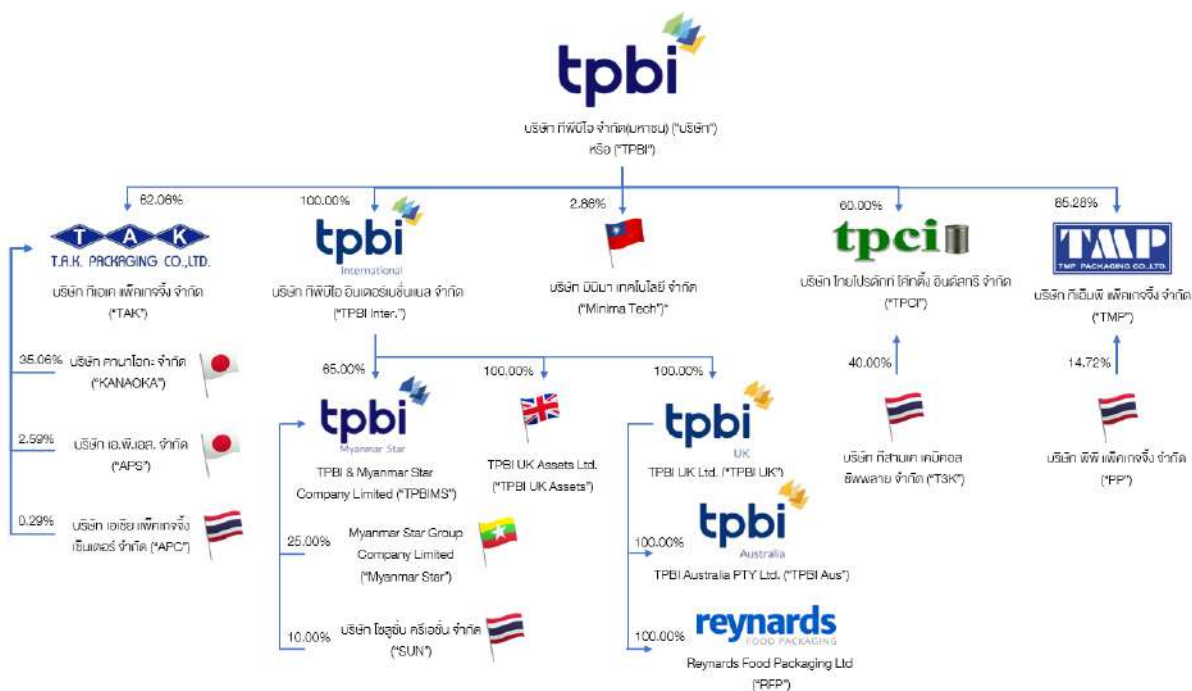 tpbi
บริษัท ทีพีบีไอ จำกัด(มหาชน) ("บริษัท")
หรือ ("TPBI")
62.06%
100.00%
2.86%
60.00%
85.28%
T A K
T.A.K. PACKAGING CO.,LTD.
บริษัท ทีเอเค แพ็คเกจจิ้ง จำกัด
("TAK")
tpbi
International
บริษัท ทีพีบีไอ อินเตอร์เนชั่นแนล จำกัด
("TPBI Inter.")
บริษัท มินิมา เทคโนโลยี จำกัด
("Minima Tech")*
tpci
บริษัท ไทยโปรดักท์ โค้ทติ้ง อินดัสทรี จำกัด
("TPCI")
TMP
TMP PACKAGING CO.,LTD.
บริษัท ทีเอ็มพี แพ็คเกจจิ้ง จำกัด
("TMP")
35.06%
บริษัท คานาโอกะ จำกัด
("KANAOKA")
2.59%
บริษัท เอ.พี.เอส. จำกัด
("APS")
0.29%
บริษัท เอเชีย แพ็คเกจจิ้ง
เซ็นเตอร์ จำกัด ("APC")
65.00%
100.00%
100.00%
40.00%
14.72%
tpbi
Myanmar Star
TPBI & Myanmar Star
Company Limited ("TPBIMS")
TPBI UK Assets Ltd.
("TPBI UK Assets")
tpbi
UK
TPBI UK Ltd. ("TPBI UK")
บริษัท ทีสามเค เคมิคอล
ซัพพลาย จำกัด ("T3K")
บริษัท พีพี แพ็คเกจจิ้ง จำกัด
("PP")
25.00%
Myanmar Star Group
Company Limited
("Myanmar Star")
10.00%
บริษัท โซลูชั่น ครีเอชั่น จำกัด
("SUN")
tpbi
Australia
100.00%
TPBI Australia PTY Ltd. ("TPBI Aus")
reynards
FOOD PACKAGING
100.00%
Reynards Food Packaging Ltd
("RFP")